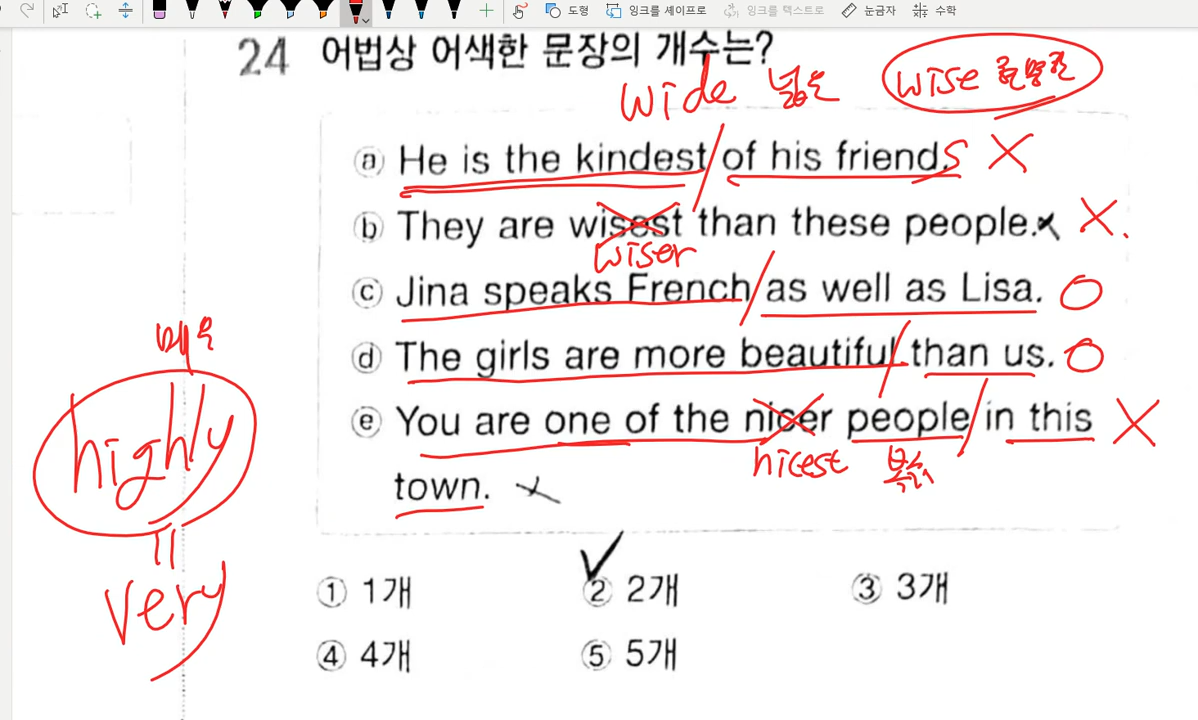 도형 잉크를 셰이프로 잉크를 텍스트로 눈금자 수학
24 어법상 어색한 문장의 개수는?
wide 넓은 wise 현명한
ⓐ He is the kindest/of his friends X
ⓑ They are wisest than these people. X.
wiser
ⓒ Jina speaks French/as well as Lisa. O
ⓓ The girls are more beautiful/than us. O
매우
ⓔ You are one of the nicer people/in this X
highly nicest 복수
town. X
=
very
① 1개 ② 2개 ③ 3개
④ 4개 ⑤ 5개